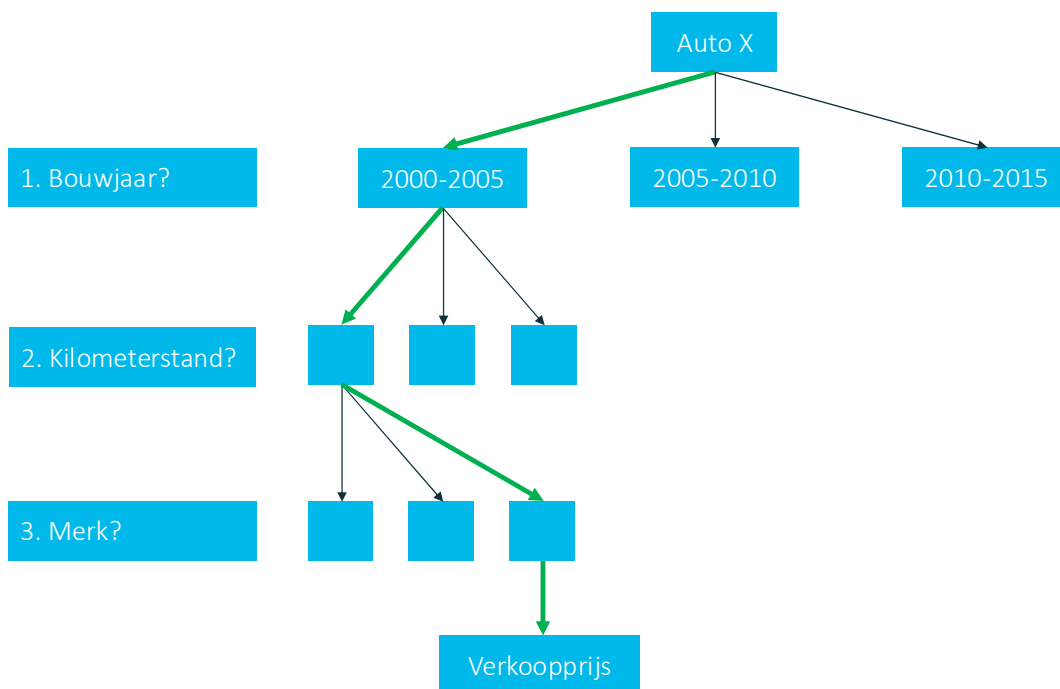 Auto X
1. Bouwjaar?
2000-2005
2005-2010
2010-2015
2. Kilometerstand?
3. Merk?
Verkoopprijs